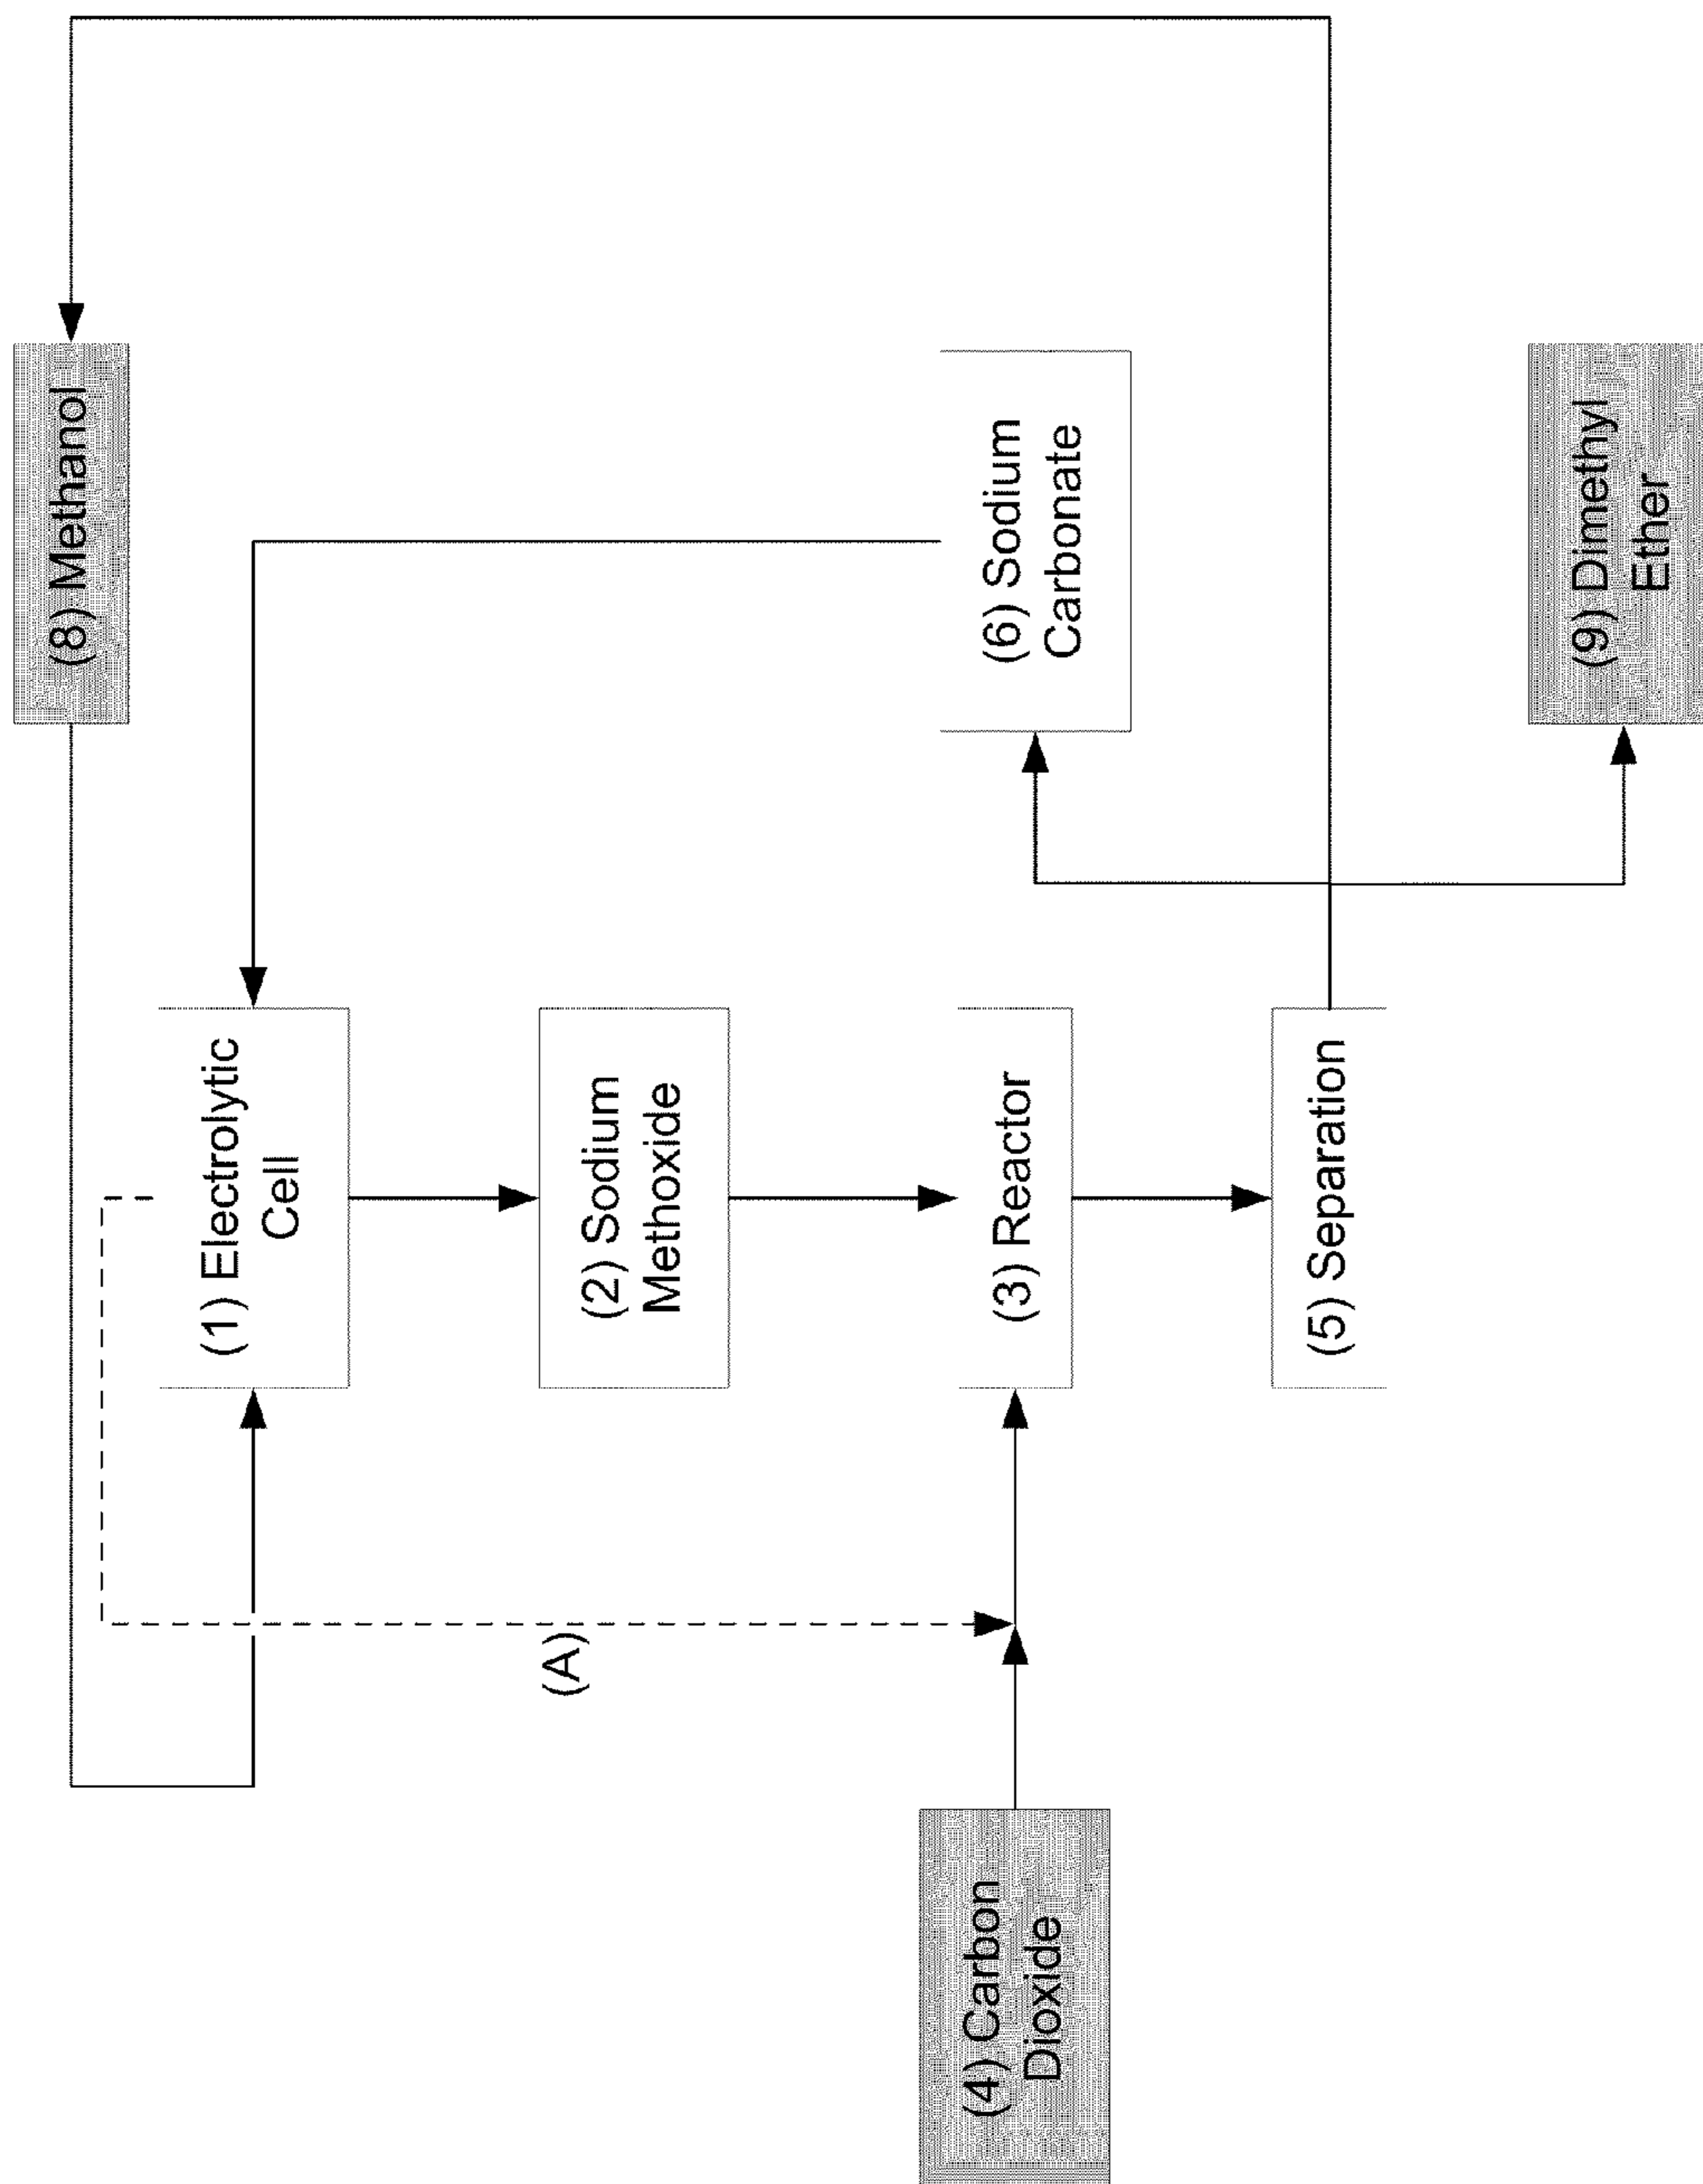 (8) Methanol
(1) Electrolytic
Cell
(2) Sodium
Methoxide
(A)
(6) Sodium
Carbonate
(3) Reactor
(4) Carbon
Dioxide
(5) Separation
(9) Dimethyl
Ether